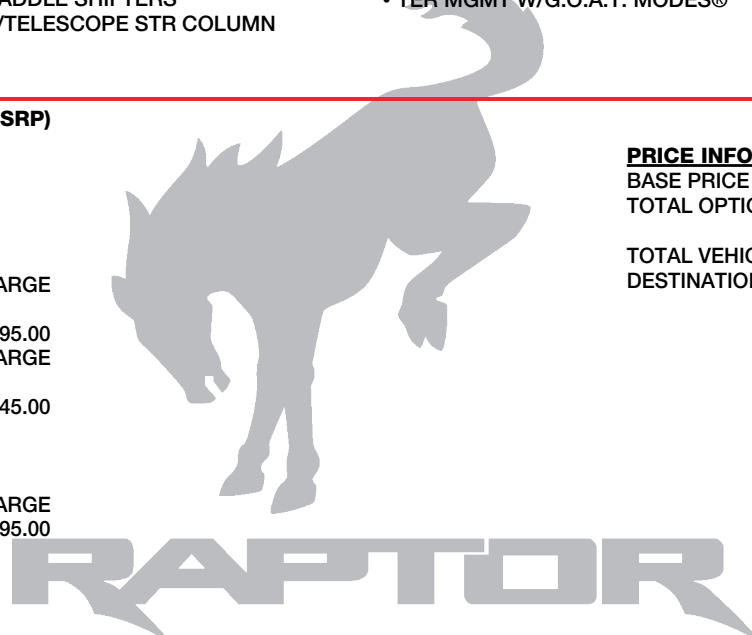 PADDLE SHIFTERS
/TELESCOPE STR COLUMN
• TER MGMT W/G.O.A.T. MODES®
SRP)
ARGE
95.00
ARGE
45.00
ARGE
95.00
PRICE INFO
BASE PRICE
TOTAL OPTIO
TOTAL VEHIC
DESTINATION
RAPTOR